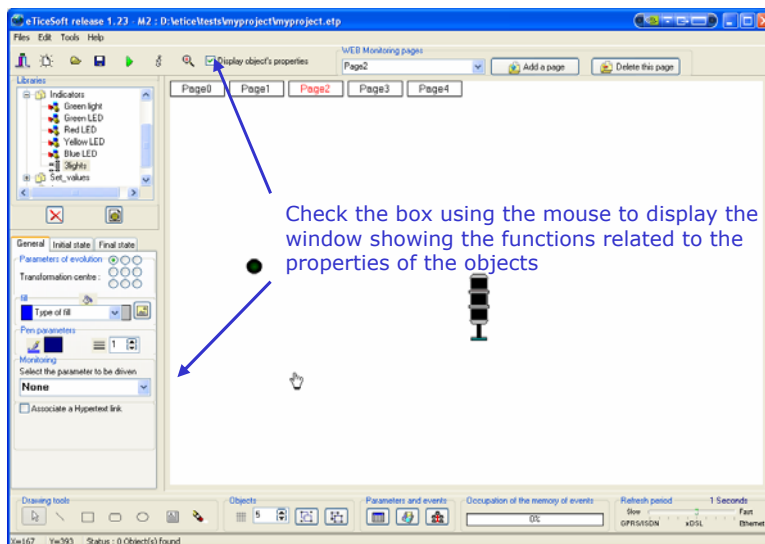 eTiceSoft release 1.23 - M2 : D:\etice\tests\myproject\myproject.etp
Files Edit Tools Help
Display object's properties
WEB Monitoring pages
Page2
Add a page
Delete this page
Libraries
Indicators
Green light
Green LED
Red LED
Yellow LED
Blue LED
3lights
Set_values
Page0 Page1 Page2 Page3 Page4
Check the box using the mouse to display the
window showing the functions related to the
properties of the objects
General Initial state Final state
Parameters of evolution
Transformation centre :
fill
Type of fill
Pen parameters
1
Monitoring
Select the parameter to be driven
None
Associate a Hypertext link.
Drawing tools
Objects
5
Parameters and events
Occupation of the memory of events
0%
Refresh period 1 Seconds
Slow Fast
GPRS/ISDN xDSL Ethernet
X=167 Y=393 Status : 0 Object(s) found